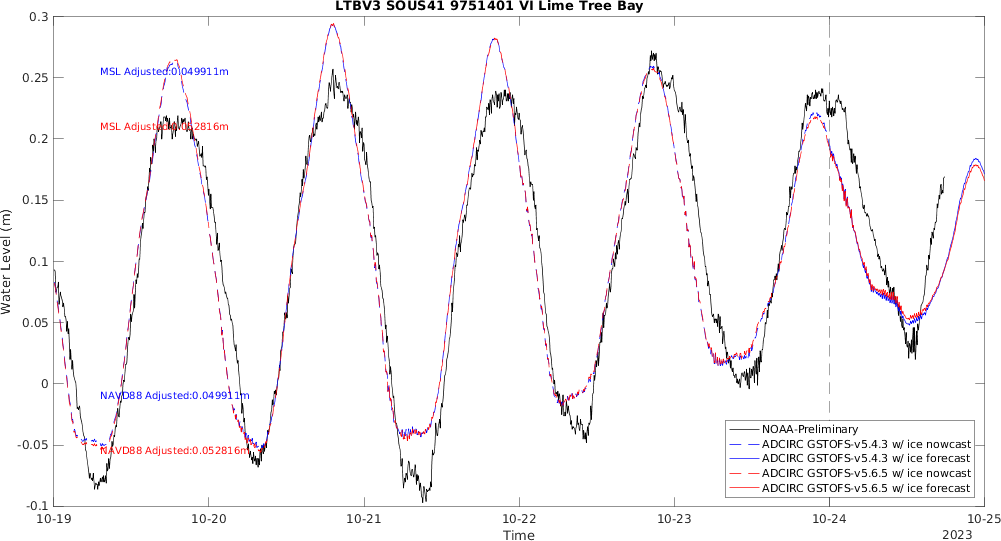 LTBV3 SOUS41 9751401 VI Lime Tree Bay
0.3
0.25
0.2
0.15
0.1
0.05
0
-0.05
-0.1
Water Level (m)
MSL Adjusted:0.049911m
MSL Adjusted:0.052816m
NAVD88 Adjusted:0.049911m
NAVD88 Adjusted:0.052816m
NOAA-Preliminary
ADCIRC GSTOFS-v5.4.3 w/ ice nowcast
ADCIRC GSTOFS-v5.4.3 w/ ice forecast
ADCIRC GSTOFS-v5.6.5 w/ ice nowcast
ADCIRC GSTOFS-v5.6.5 w/ ice forecast
10-19 10-20 10-21 10-22 10-23 10-24 10-25
Time
2023